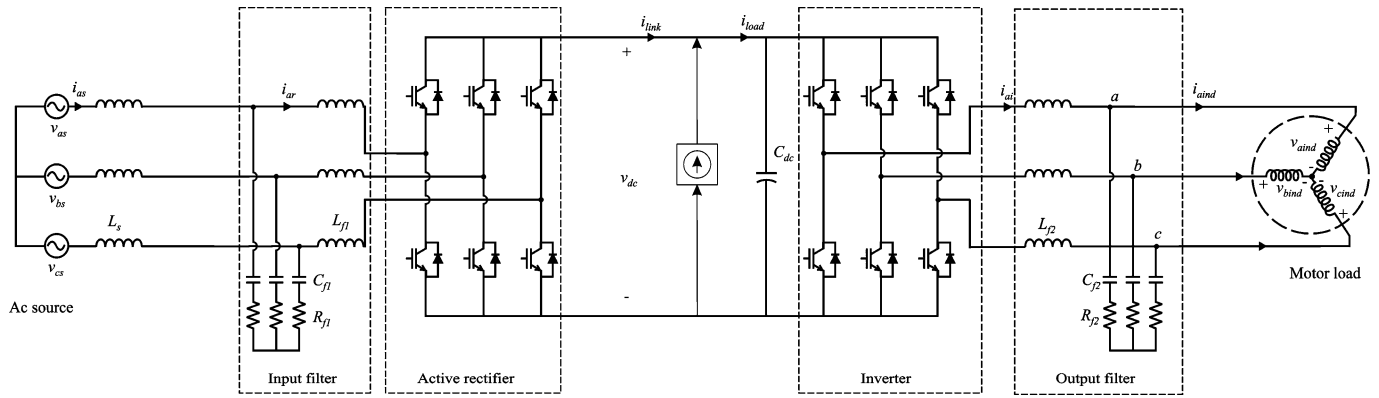 i_as
v_as
v_bs
L_s
v_cs
Ac source
i_ar
L_f1
C_f1
R_f1
Input filter
Active rectifier
i_link
i_load
+
v_dc
-
C_dc
Inverter
i_ai
L_f2
a
b
c
C_f2
R_f2
Output filter
i_aind
+
v_aind
-
+
v_bind
-
-
v_cind
+
Motor load